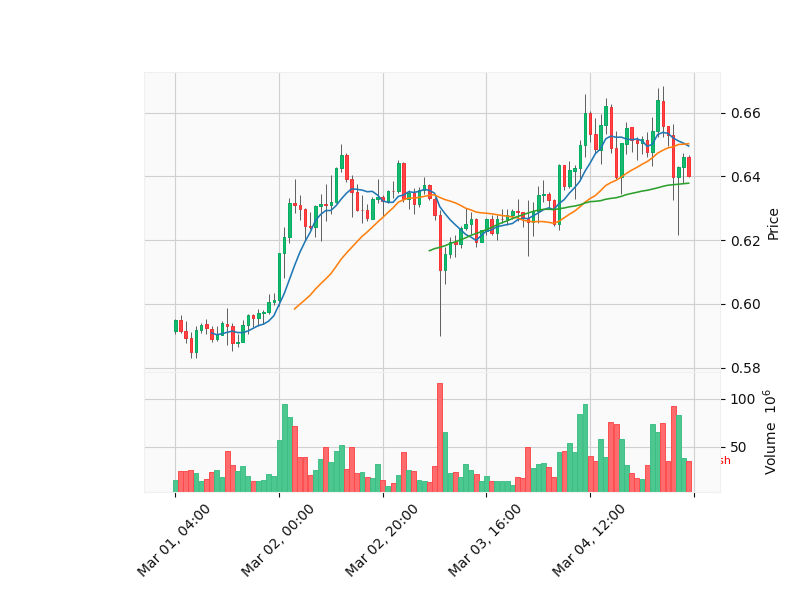 0.66
0.64
0.62
0.60
0.58
Price
100
50
Volume 10^6
sh
Mar 01, 04:00
Mar 02, 00:00
Mar 02, 20:00
Mar 03, 16:00
Mar 04, 12:00